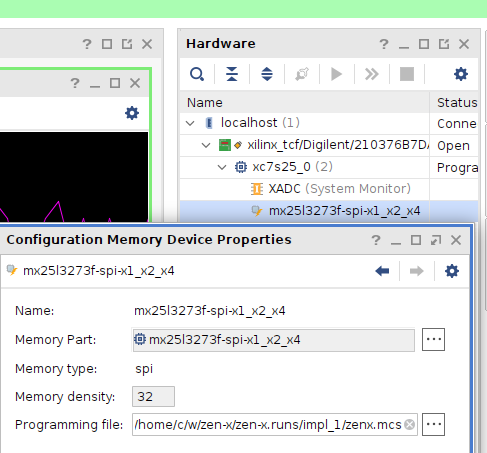 Hardware
Name Status
localhost (1) Conne
xilinx_tcf/Digilent/210376B7DA Open
xc7s25_0 (2) Progra
XADC (System Monitor)
mx25l3273f-spi-x1_x2_x4
Configuration Memory Device Properties
mx25l3273f-spi-x1_x2_x4
Name: mx25l3273f-spi-x1_x2_x4
Memory Part: mx25l3273f-spi-x1_x2_x4
Memory type: spi
Memory density: 32
Programming file: /home/c/w/zen-x/zen-x.runs/impl_1/zenx.mcs